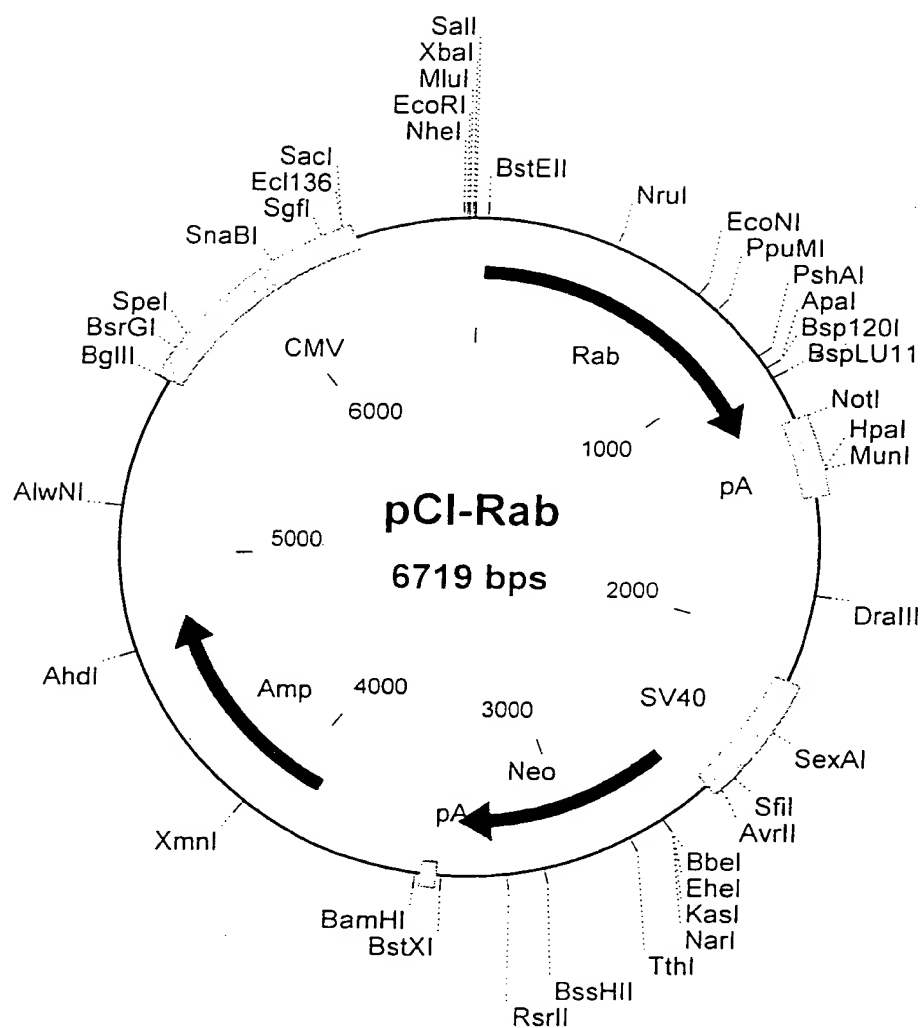 SalI
XbaI
MluI
EcoRI
NheI
BstEII
NruI
EcoNI
PpuMI
PshAI
ApaI
Bsp120I
BspLU11
NotI
HpaI
MunI
DraIII
SexAI
SfiI
AvrII
BbeI
EheI
KasI
NarI
TthI
BssHII
RsrII
BstXI
BamHI
XmnI
AhdI
AlwNI
BglII
BsrGI
SpeI
SnaBI
SgfI
Ecl136
SacI
CMV
Rab
6000
1000
pA
pCI-Rab
6719 bps
5000
2000
SV40
Amp
4000
3000
Neo
pA